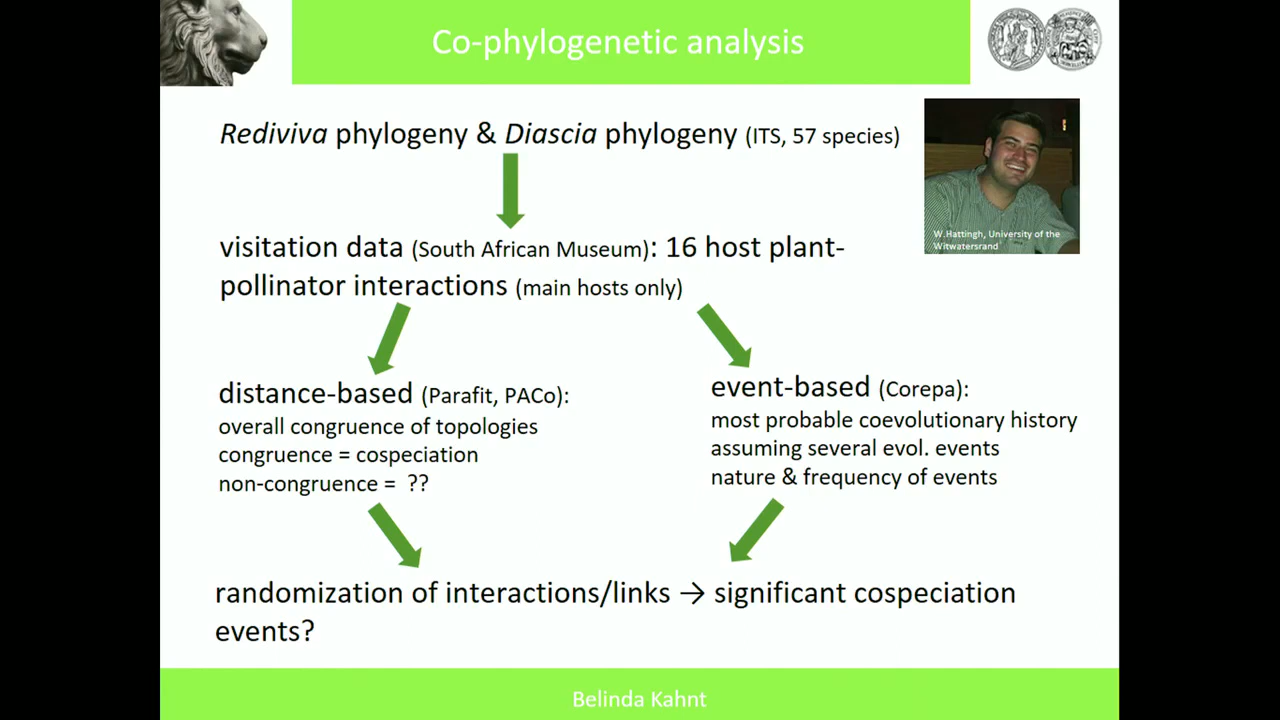 Co-phylogenetic analysis
Rediviva phylogeny & Diascia phylogeny (ITS, 57 species)
W.Hattingh, University of the
Witwatersrand
visitation data (South African Museum): 16 host plant-
pollinator interactions (main hosts only)
distance-based (Parafit, PACo):
overall congruence of topologies
congruence = cospeciation
non-congruence = ??
event-based (Corepa):
most probable coevolutionary history
assuming several evol. events
nature & frequency of events
randomization of interactions/links → significant cospeciation
events?
Belinda Kahnt